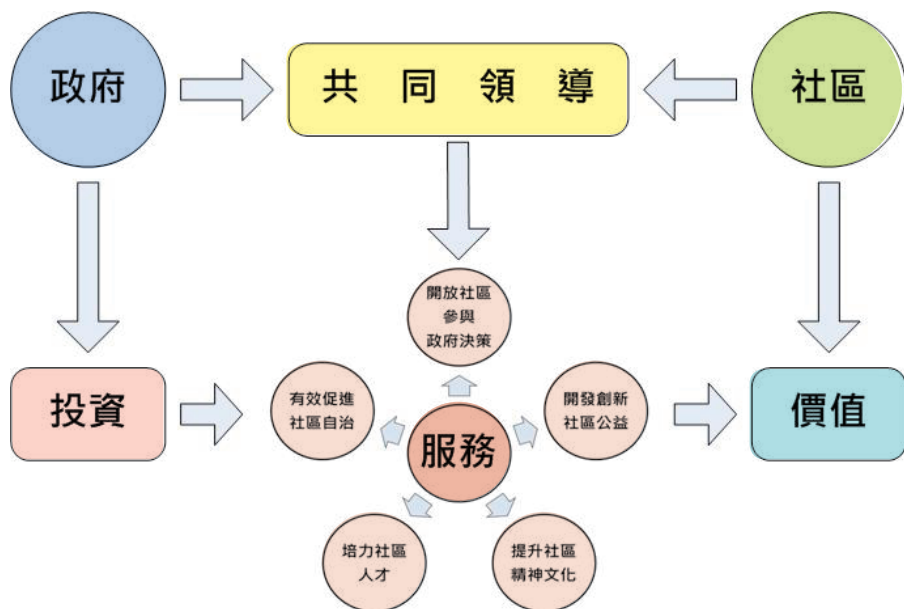 政府
共同領導
社區
開放社區
參與
政府決策
投資
有效促進
社區自治
服務
開發創新
社區公益
價值
培力社區
人才
提升社區
精神文化